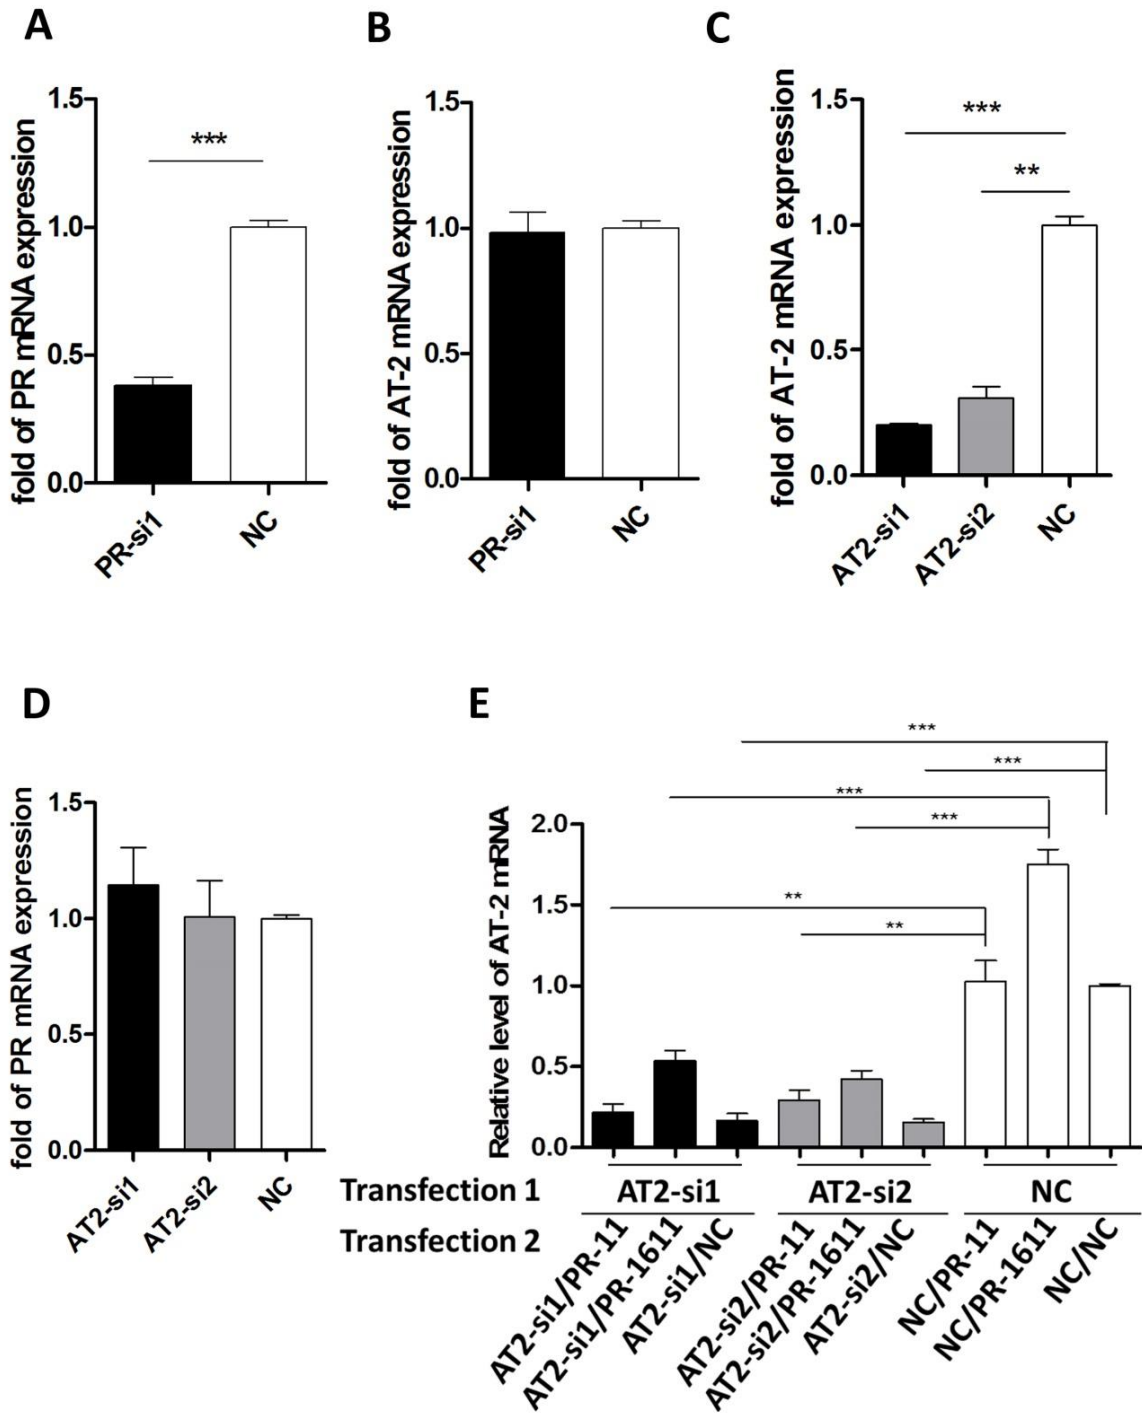 A
B
C
fold of PR mRNA expression
1.5
1.0
0.5
0.0
***
PR-si1
NC
fold of AT-2 mRNA expression
1.5
1.0
0.5
0.0
PR-si1
NC
fold of AT-2 mRNA expression
1.5
1.0
0.5
0.0
***
**
AT2-si1
AT2-si2
NC
D
E
fold of PR mRNA expression
1.5
1.0
0.5
0.0
AT2-si1
AT2-si2
NC
Relative level of AT-2 mRNA
2.0
1.5
1.0
0.5
0.0
***
***
***
***
**
**
Transfection 1
AT2-si1
AT2-si2
NC
Transfection 2
AT2-si1/PR-11
AT2-si1/PR-1611
AT2-si1/NC
AT2-si2/PR-11
AT2-si2/PR-1611
AT2-si2/NC
NC/PR-11
NC/PR-1611
NC/NC